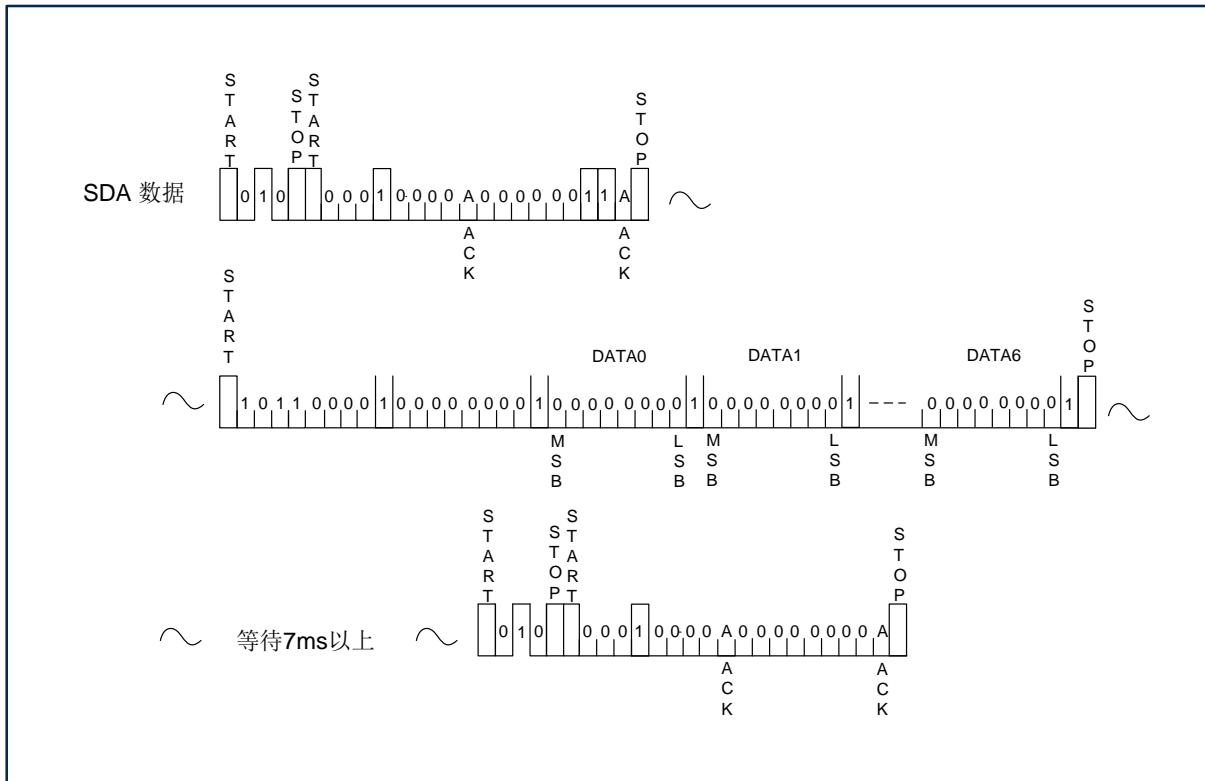 START STOP START STOP
SDA 数据 0 1 0 0 0 0 1 0 0 0 0 A 0 0 0 0 0 0 1 1 A
ACK ACK
START STOP
DATA0 DATA1 DATA6
1 0 1 1 0 0 0 0 1 0 0 0 0 0 0 0 0 1 0 0 0 0 0 0 0 0 1 0 0 0 0 0 0 0 0 1 --- 0 0 0 0 0 0 0 0 1
MSB LSB MSB LSB MSB LSB
START STOP START STOP
等待7ms以上 0 1 0 0 0 0 1 0 0 0 0 A 0 0 0 0 0 0 0 0 A
ACK ACK